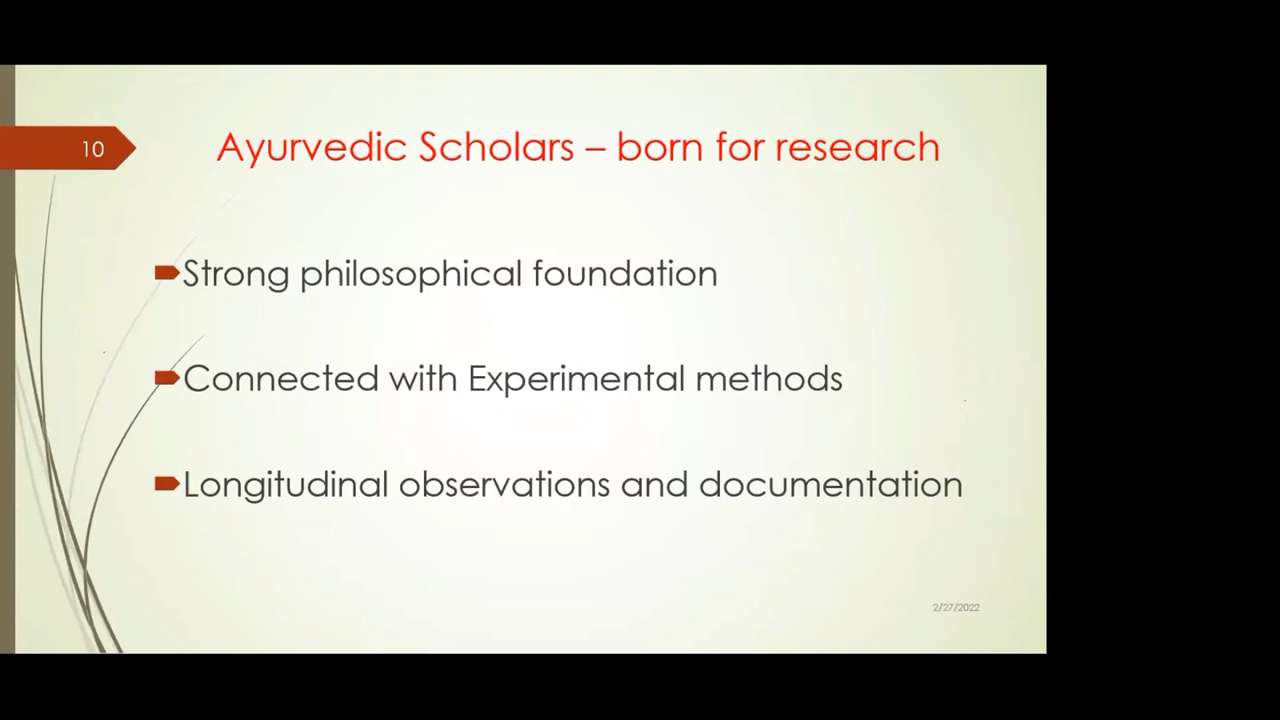 10
Ayurvedic Scholars – born for research
Strong philosophical foundation
Connected with Experimental methods
Longitudinal observations and documentation
2/27/2022